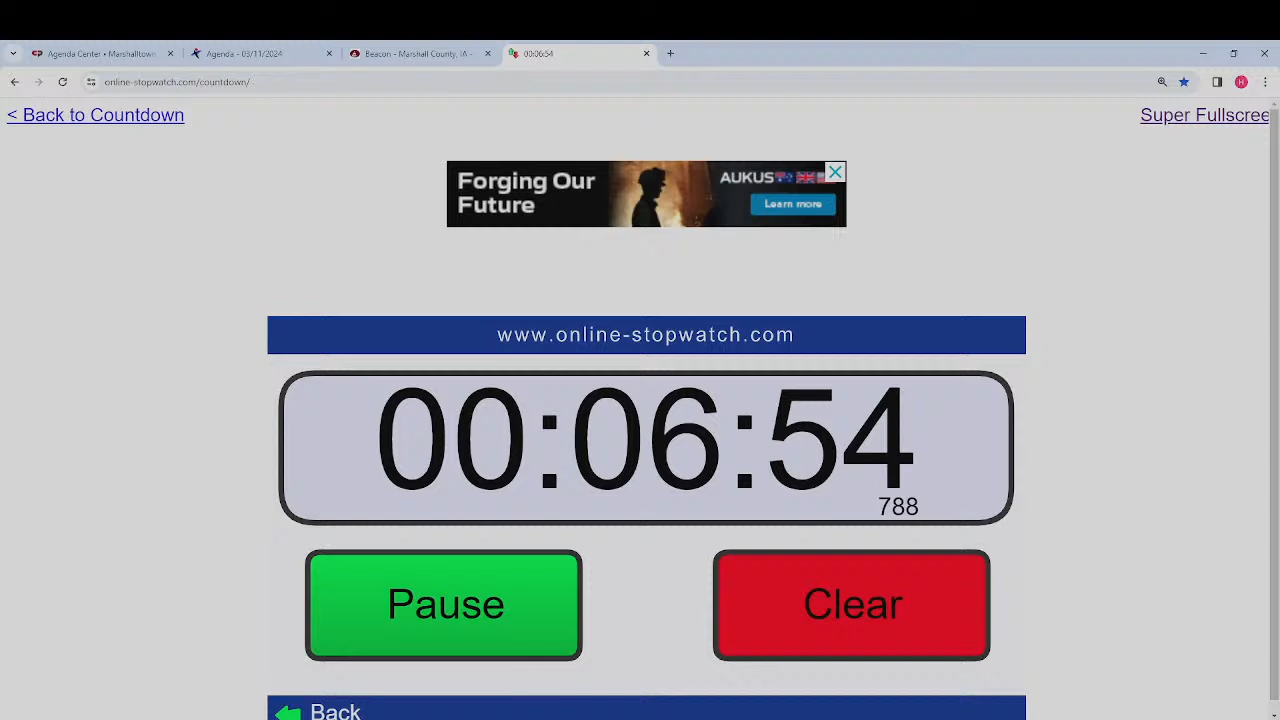 Agenda Center • Marshalltown
Agenda - 03/11/2024
Beacon - Marshall County, IA -
00:06:54
online-stopwatch.com/countdown/
H
< Back to Countdown
Super Fullscree
Forging Our
Future
AUKUS
Learn more
www.online-stopwatch.com
00:06:54
788
Pause
Clear
Back